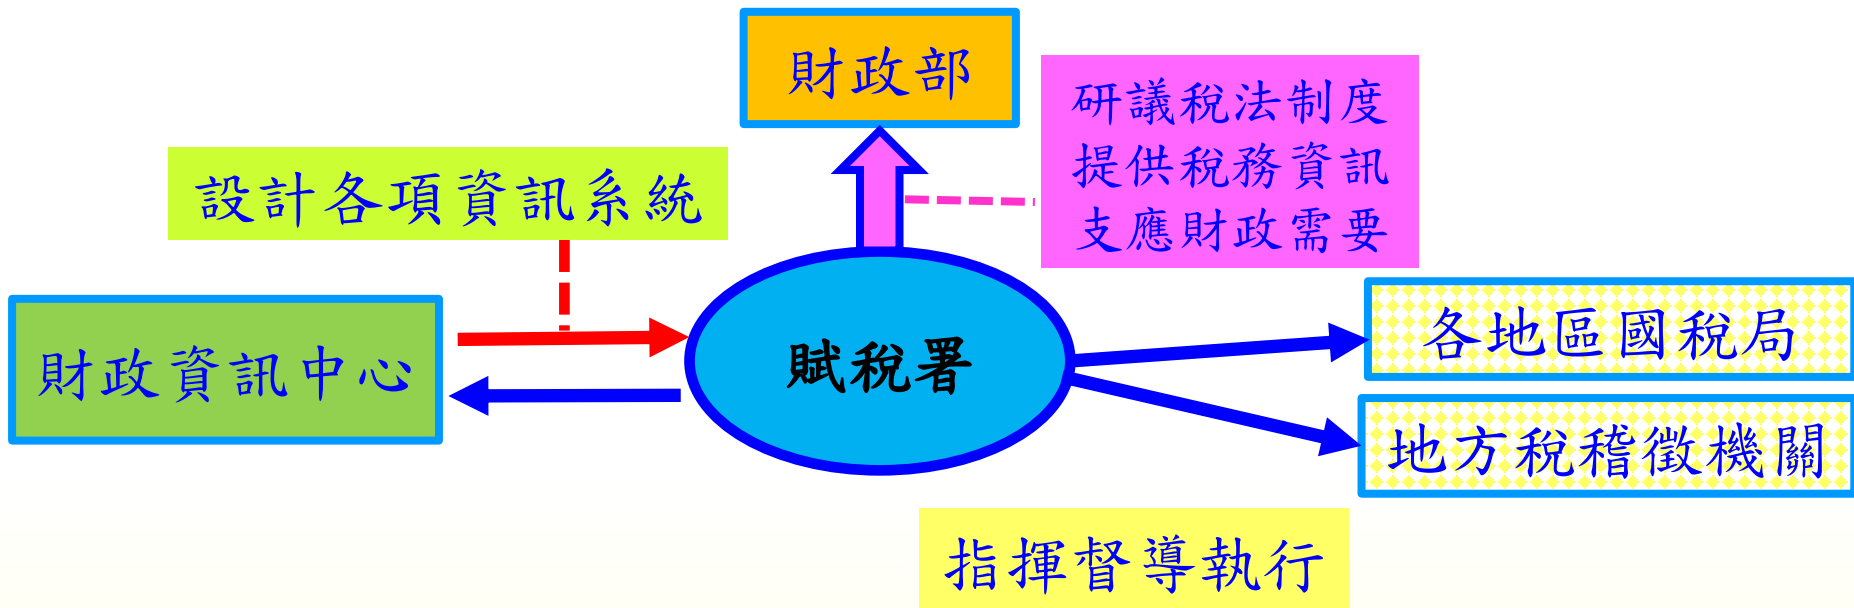 財政部
研議稅法制度
提供稅務資訊
支應財政需要
設計各項資訊系統
財政資訊中心
賦稅署
各地區國稅局
地方稅稽徵機關
指揮督導執行